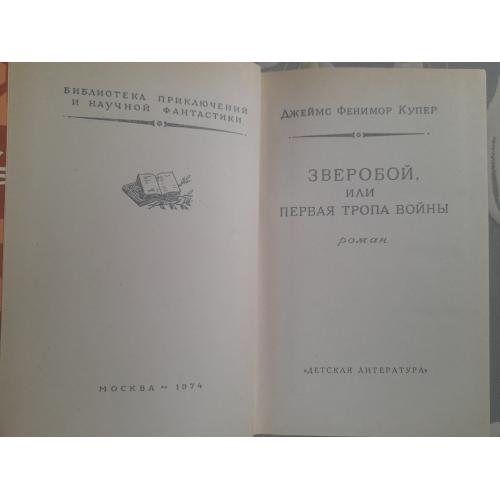 БИБЛИОТЕКА ПРИКЛЮЧЕНИЙ
И НАУЧНОЙ ФАНТАСТИКИ
МОСКВА ~ 1974
ДЖЕЙМС ФЕНИМОР КУПЕР
ЗВЕРОБОЙ,
ИЛИ
ПЕРВАЯ ТРОПА ВОЙНЫ
роман
«ДЕТСКАЯ ЛИТЕРАТУРА»